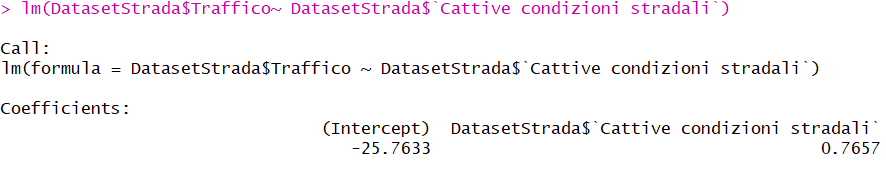 > lm(DatasetStrada$Traffico~ DatasetStrada$`Cattive condizioni stradali`)
Call:
lm(formula = DatasetStrada$Traffico ~ DatasetStrada$`Cattive condizioni stradali`)
Coefficients:
(Intercept) DatasetStrada$`Cattive condizioni stradali`
-25.7633 0.7657